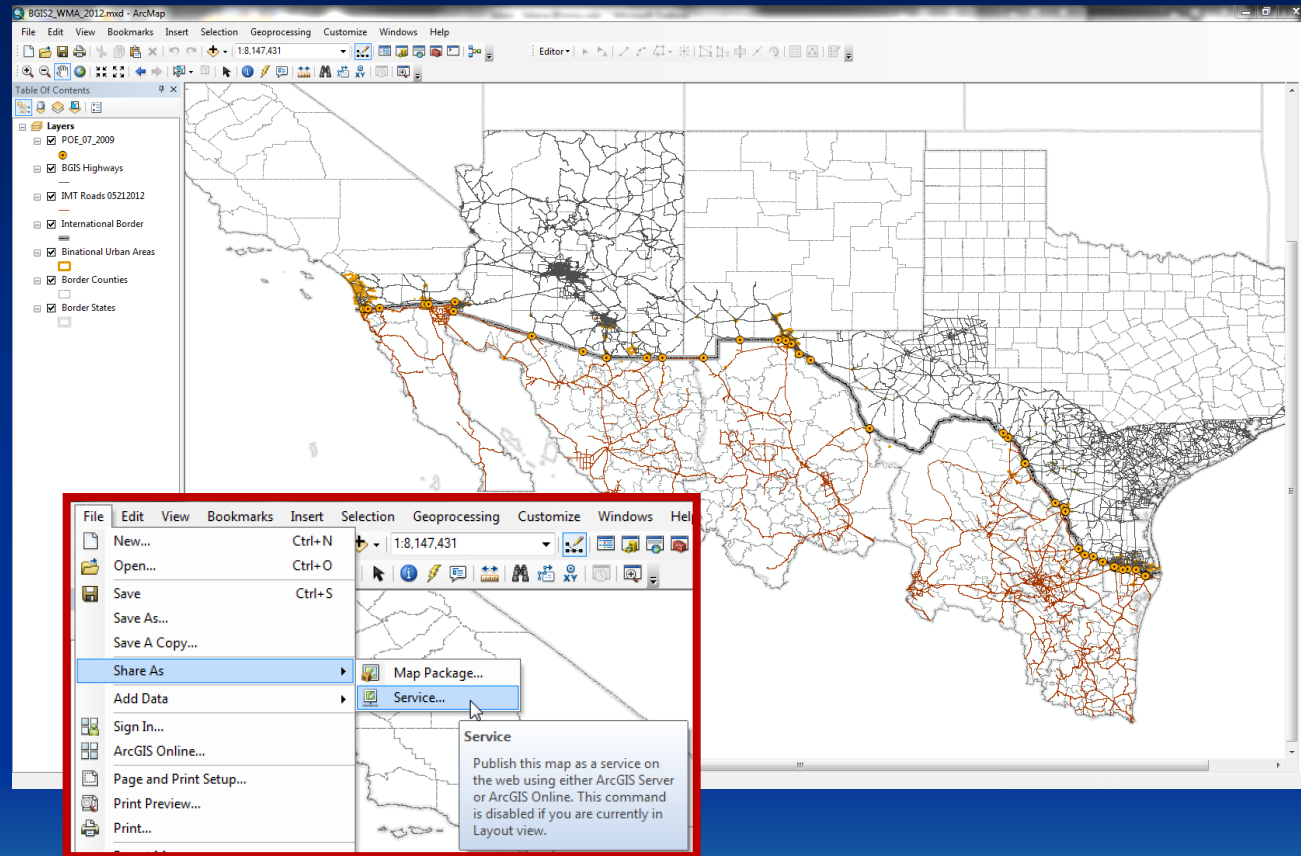 BGIS2_WMA_2012.mxd - ArcMap
File Edit View Bookmarks Insert Selection Geoprocessing Customize Windows Help
1:8,147,431
Editor
Table Of Contents
Layers
POE_07_2009
BGIS Highways
IMT Roads 05212012
International Border
Binational Urban Areas
Border Counties
Border States
File Edit View Bookmarks Insert Selection Geoprocessing Customize Windows Hel
New... Ctrl+N
1:8,147,431
Open... Ctrl+O
Save Ctrl+S
Save As...
Save A Copy...
Share As
Map Package...
Add Data
Service...
Sign In...
Service
ArcGIS Online...
Publish this map as a service on
the web using either ArcGIS Server
or ArcGIS Online. This command
is disabled if you are currently in
Layout view.
Page and Print Setup...
Print Preview...
Print...